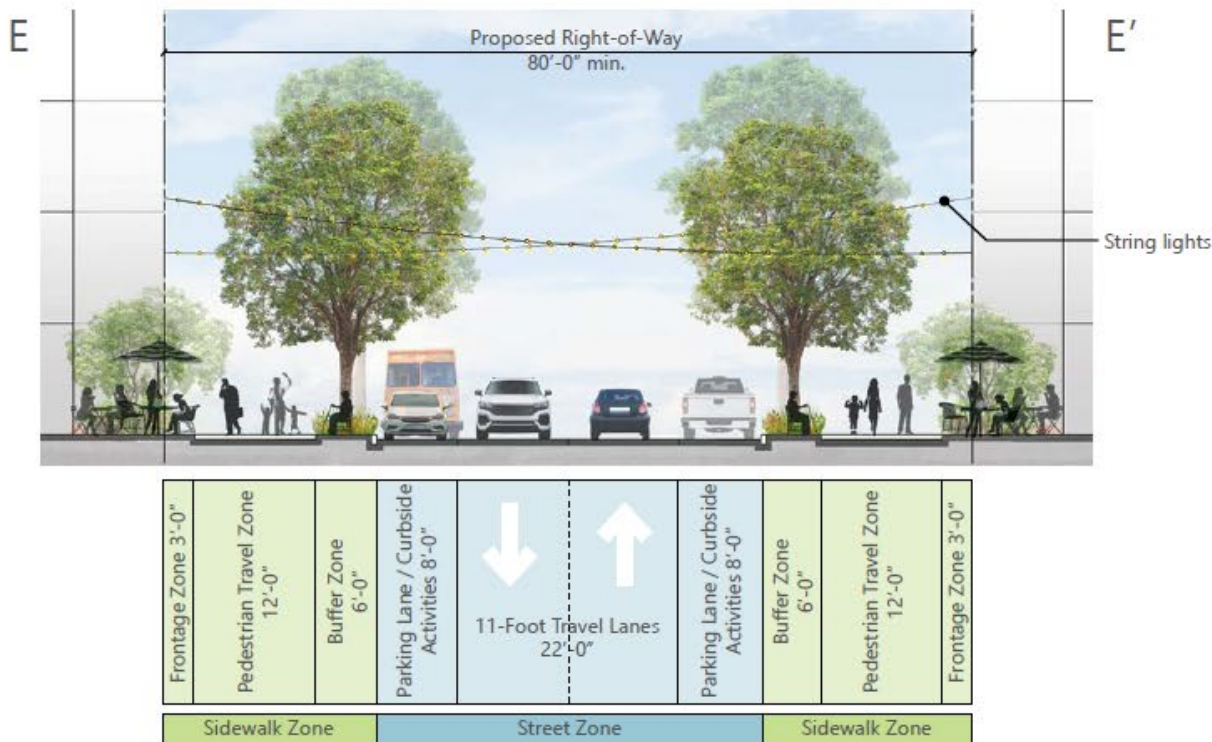 E
E’
Proposed Right-of-Way
80’-0” min.
String lights
Frontage Zone 3’-0”
Pedestrian Travel Zone
12’-0”
Buffer Zone
6’-0”
Parking Lane / Curbside
Activities 8’-0”
11-Foot Travel Lanes
22’-0”
Parking Lane / Curbside
Activities 8’-0”
Buffer Zone
6’-0”
Pedestrian Travel Zone
12’-0”
Frontage Zone 3’-0”
Sidewalk Zone
Street Zone
Sidewalk Zone